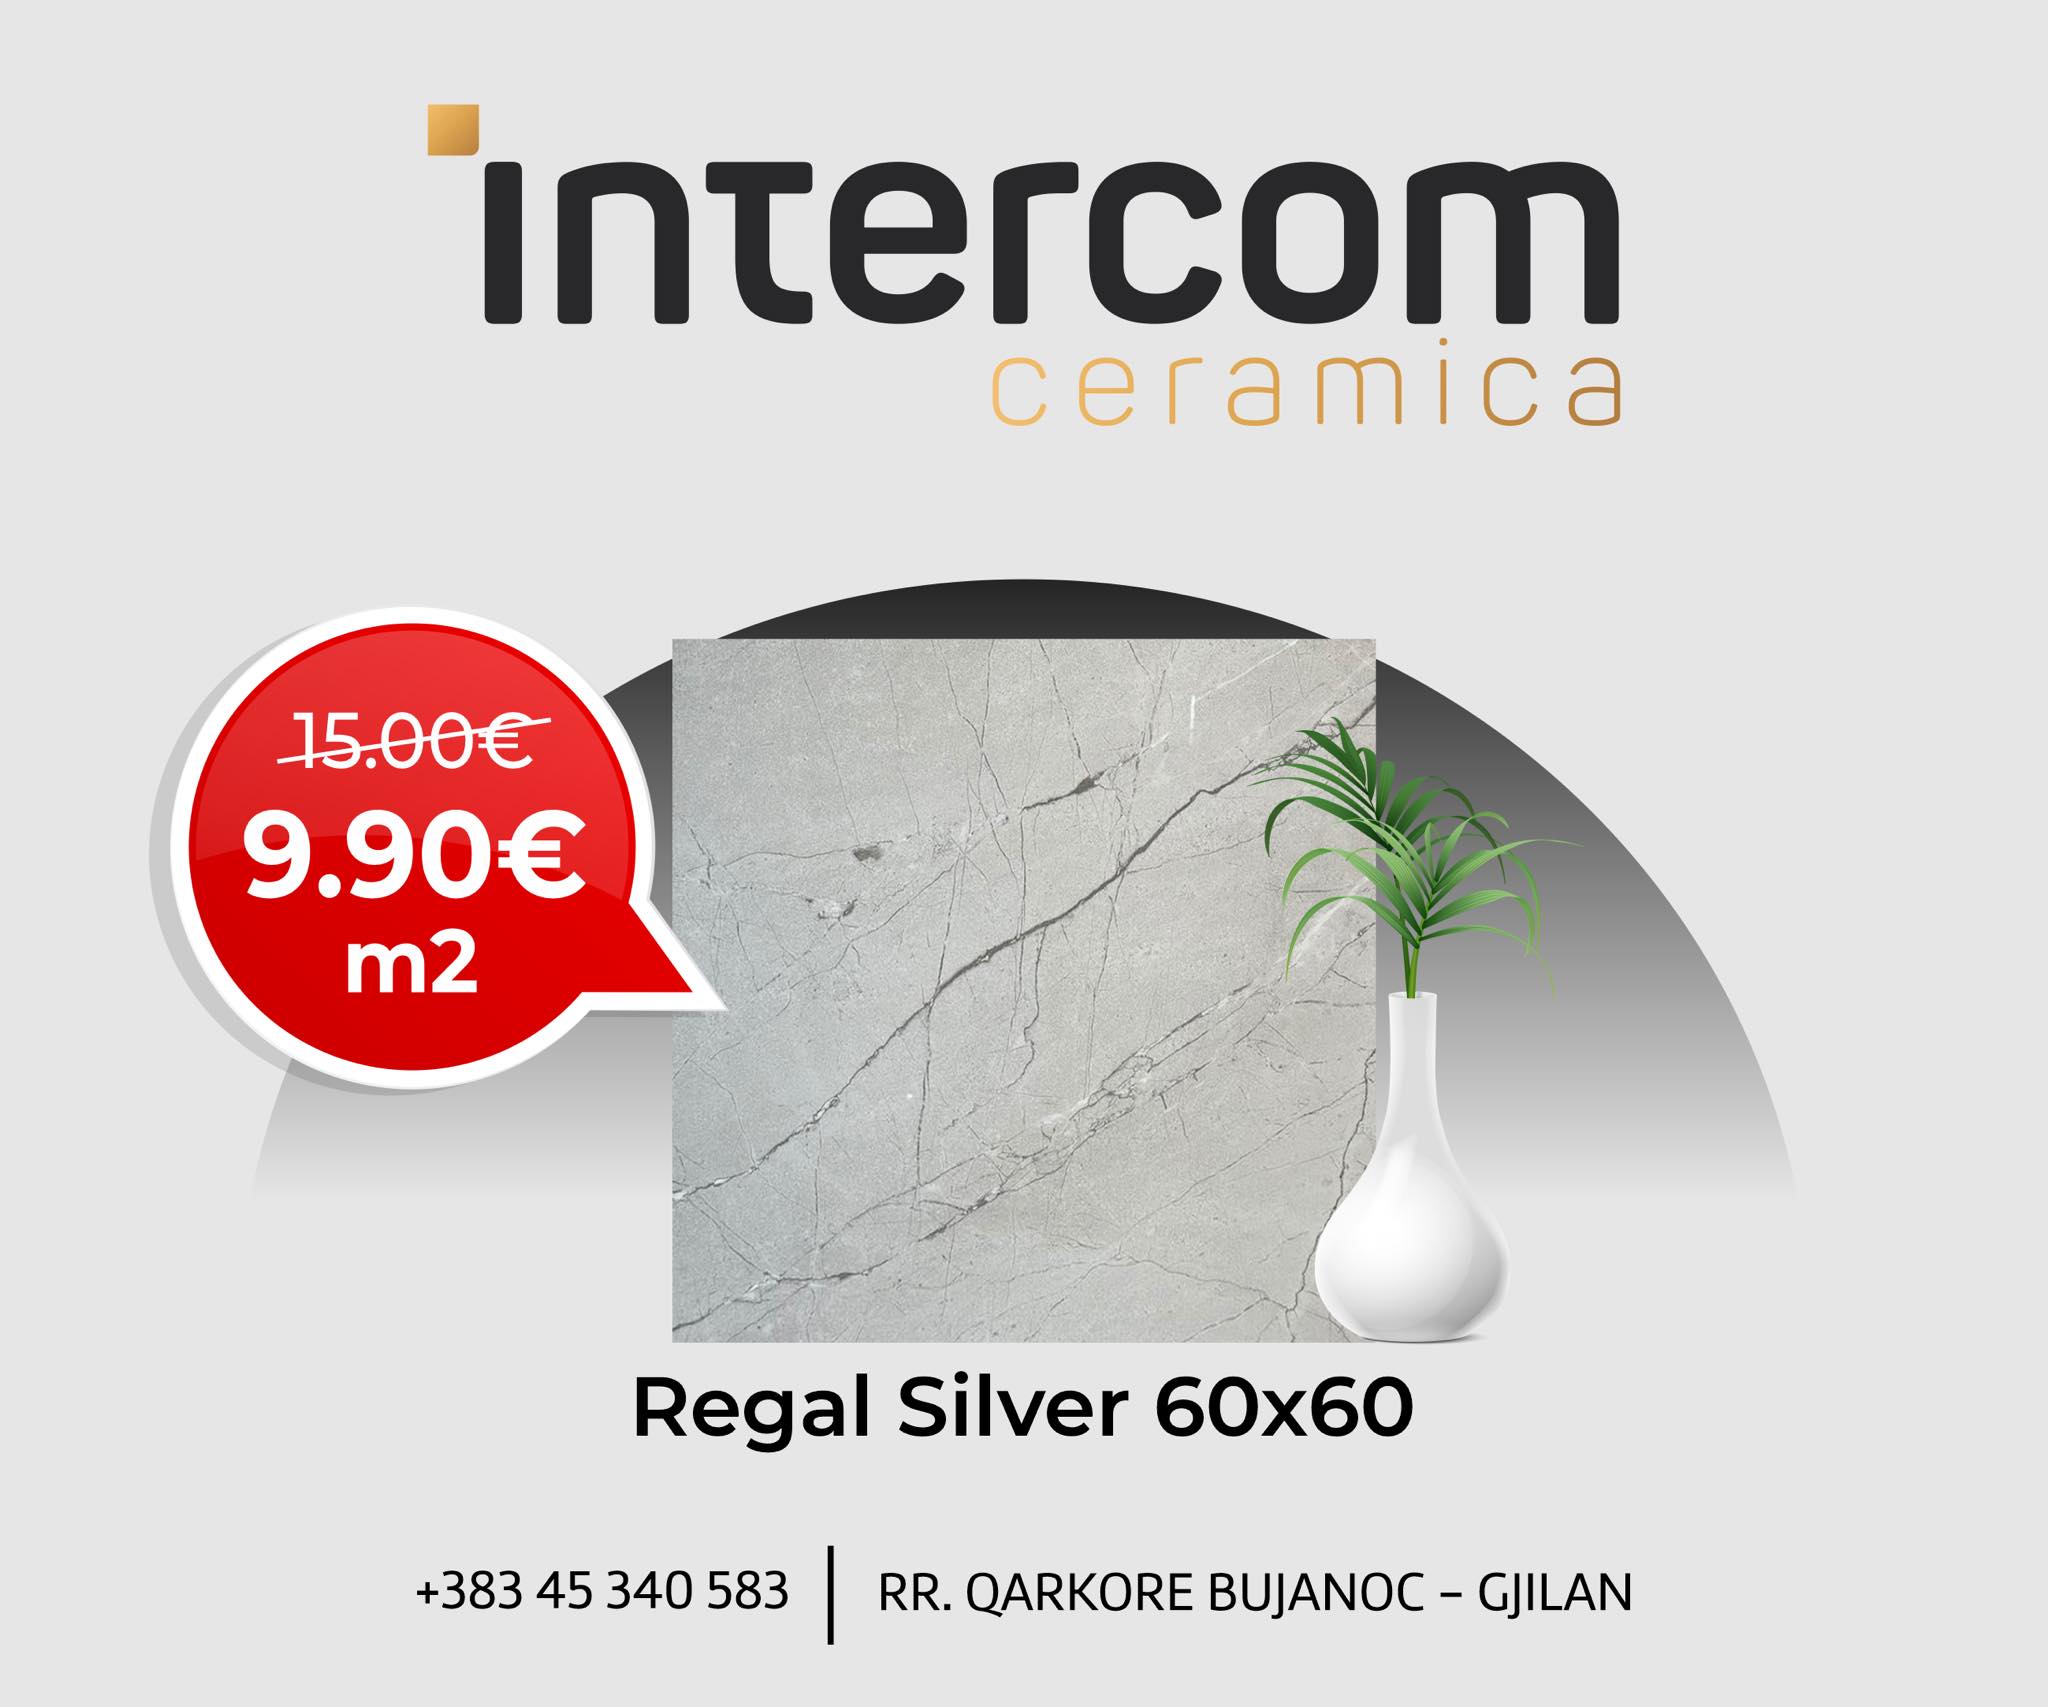 intercom
ceramica
15.00€
9.90€
m2
Regal Silver 60x60
+383 45 340 583
RR. QARKORE BUJANOC – GJILAN